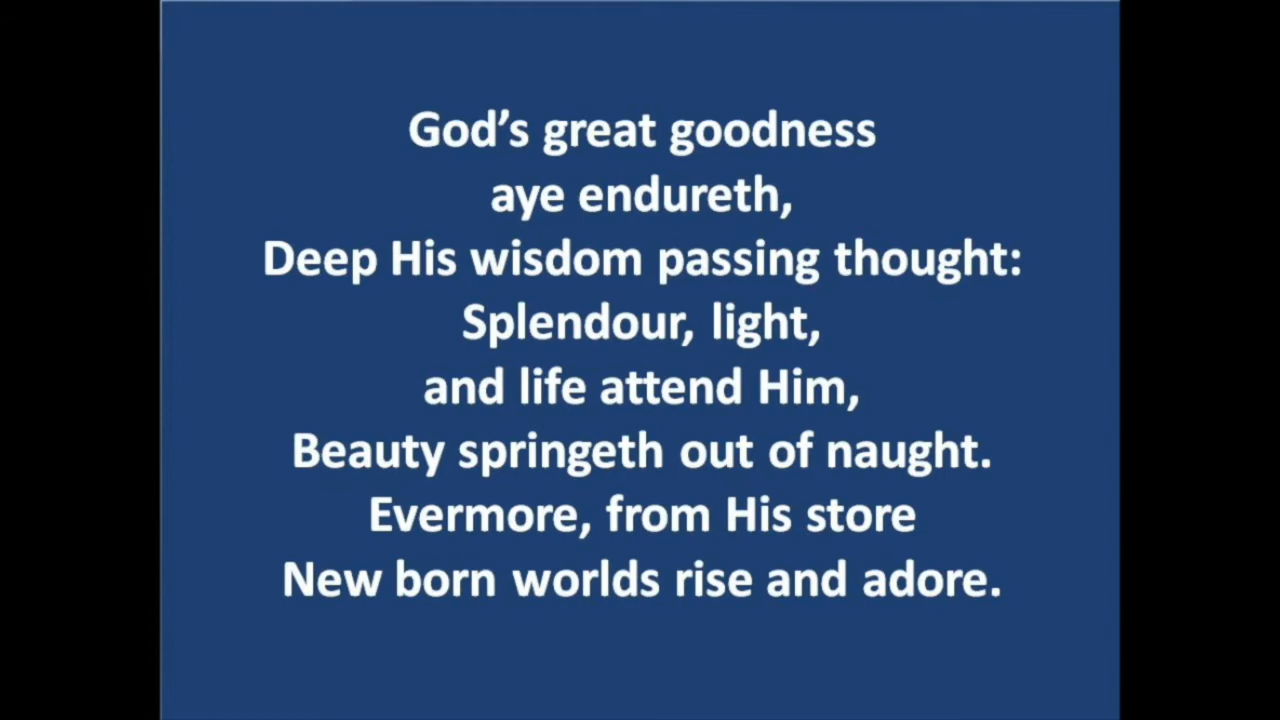 God’s great goodness
aye endureth,
Deep His wisdom passing thought:
Splendour, light,
and life attend Him,
Beauty springeth out of naught.
Evermore, from His store
New born worlds rise and adore.